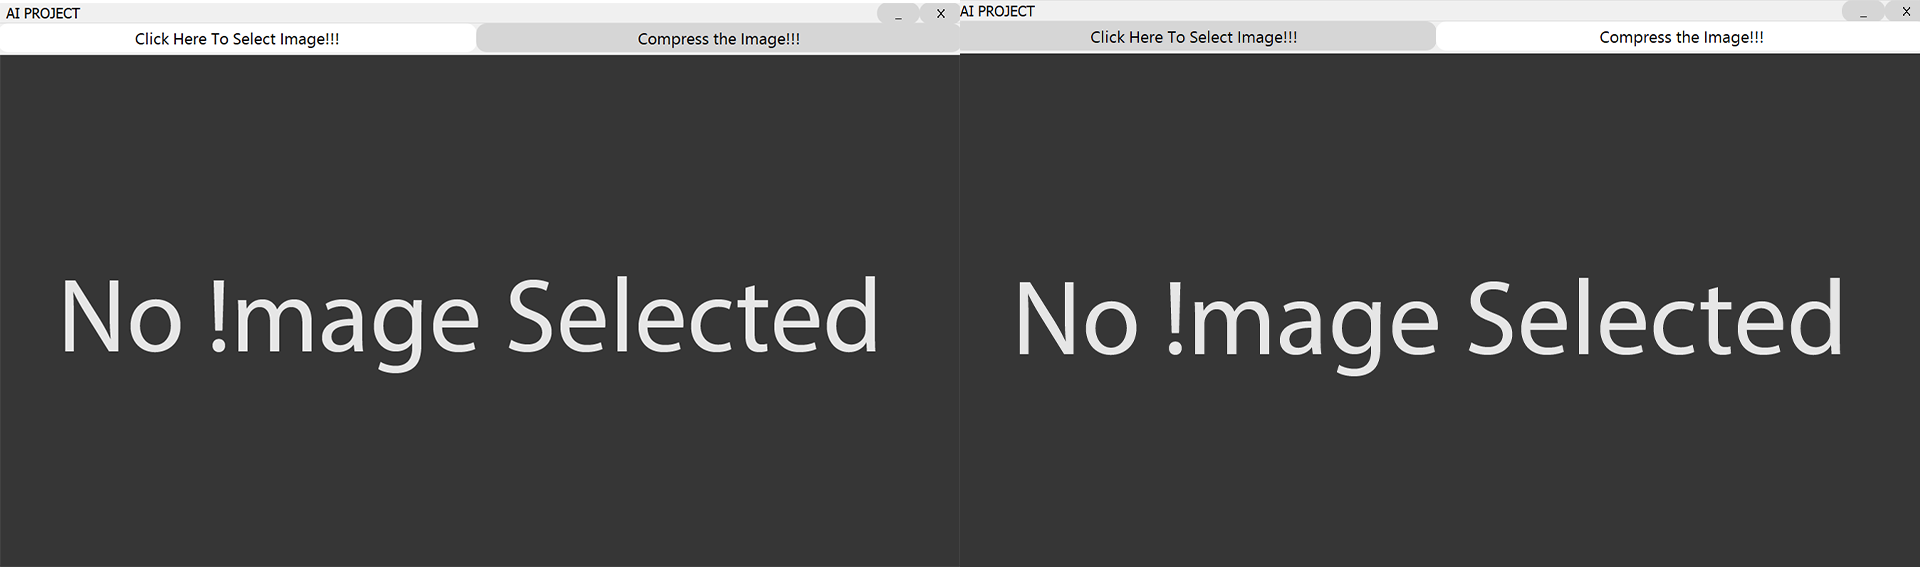 AI PROJECT _ X
Click Here To Select Image!!! Compress the Image!!!
No !mage Selected
AI PROJECT _ X
Click Here To Select Image!!! Compress the Image!!!
No !mage Selected